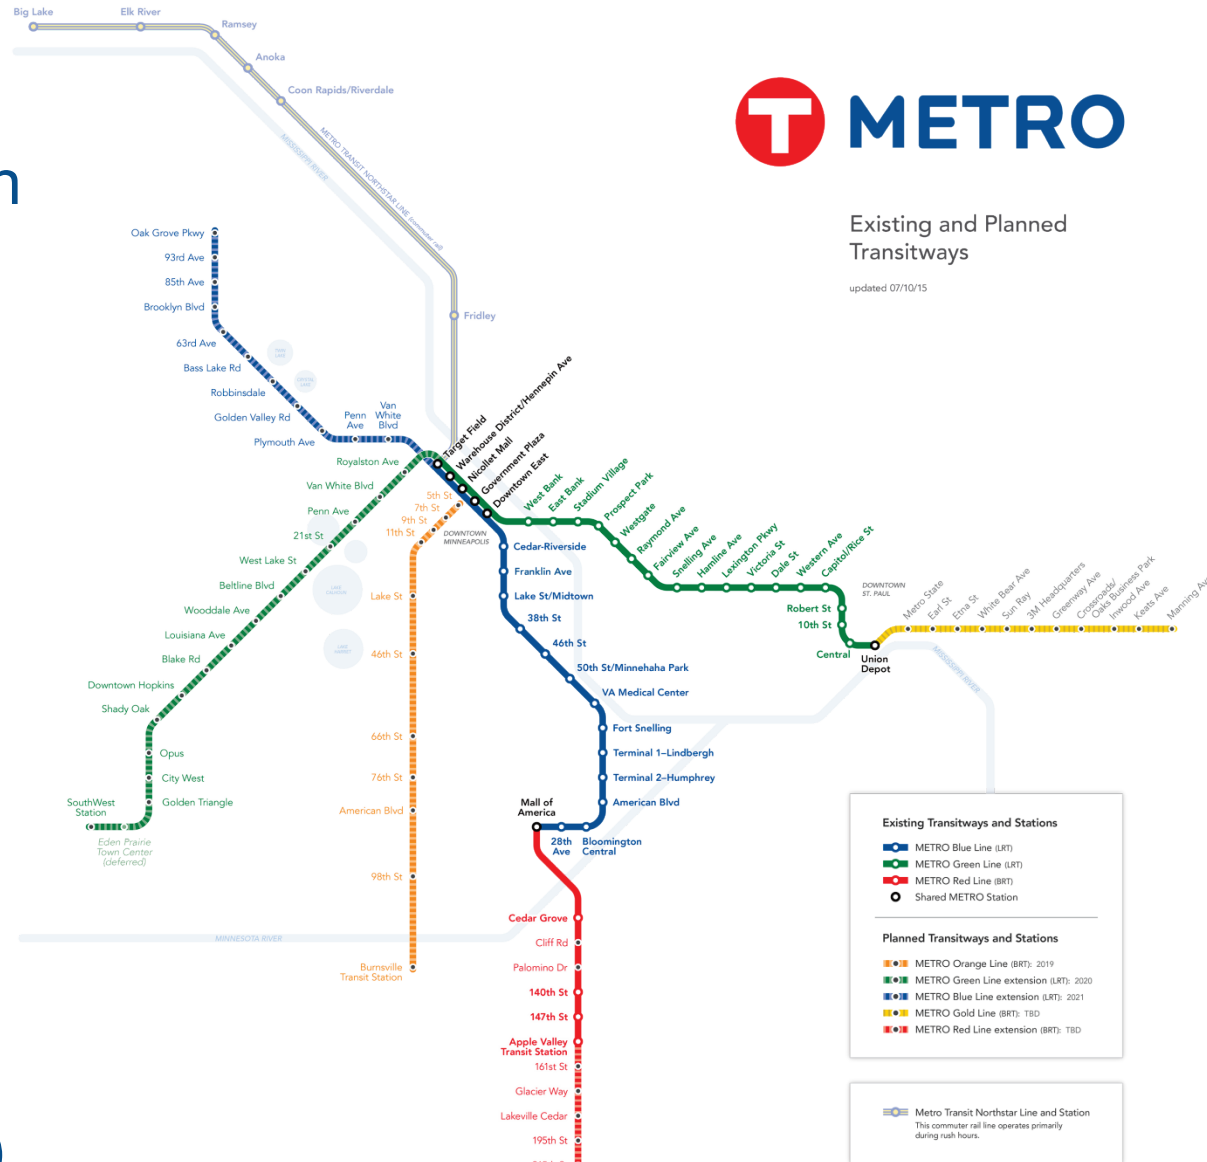 Big Lake
Elk River
Ramsey
Anoka
Coon Rapids/Riverdale
METRO TRANSIT NORTHSTAR LINE (commuter rail)
MISSISSIPPI RIVER
Fridley
n
T METRO
Existing and Planned
Transitways
updated 07/10/15
Oak Grove Pkwy
93rd Ave
85th Ave
Brooklyn Blvd
63rd Ave
Bass Lake Rd
Robbinsdale
Golden Valley Rd
Plymouth Ave
Penn
Ave
Van
White
Blvd
Target Field
Warehouse District/Hennepin Ave
Nicollet Mall
Government Plaza
Downtown East
DOWNTOWN
MINNEAPOLIS
Royalston Ave
Van White Blvd
Penn Ave
21st St
West Lake St
Beltline Blvd
Wooddale Ave
Louisiana Ave
Blake Rd
Downtown Hopkins
Shady Oak
Opus
City West
Golden Triangle
SouthWest
Station
Eden Prairie
Town Center
(deferred)
5th St
7th St
9th St
11th St
Lake St
46th St
66th St
76th St
American Blvd
98th St
Burnsville
Transit Station
MINNESOTA RIVER
West Bank
East Bank
Stadium Village
Prospect Park
Westgate
Raymond Ave
Fairview Ave
Snelling Ave
Hamline Ave
Lexington Pkwy
Victoria St
Dale St
Western Ave
Capitol/Rice St
Robert St
10th St
Central
DOWNTOWN
ST. PAUL
Union
Depot
Metro State
Earl St
Etna St
White Bear Ave
Sun Ray
3M Headquarters
Greenway Ave
Crossroads/
Oaks Business Park
Inwood Ave
Keats Ave
Manning Av
MISSISSIPPI RIVER
Cedar-Riverside
Franklin Ave
Lake St/Midtown
38th St
46th St
50th St/Minnehaha Park
VA Medical Center
Fort Snelling
Terminal 1–Lindbergh
Terminal 2–Humphrey
American Blvd
Bloomington
Central
28th
Ave
Mall of
America
Cedar Grove
Cliff Rd
Palomino Dr
140th St
147th St
Apple Valley
Transit Station
161st St
Glacier Way
Lakeville Cedar
195th St
Existing Transitways and Stations
METRO Blue Line (LRT)
METRO Green Line (LRT)
METRO Red Line (BRT)
Shared METRO Station
Planned Transitways and Stations
METRO Orange Line (BRT): 2019
METRO Green Line extension (LRT): 2020
METRO Blue Line extension (LRT): 2021
METRO Gold Line (BRT): TBD
METRO Red Line extension (BRT): TBD
Metro Transit Northstar Line and Station
This commuter rail line operates primarily
during rush hours.